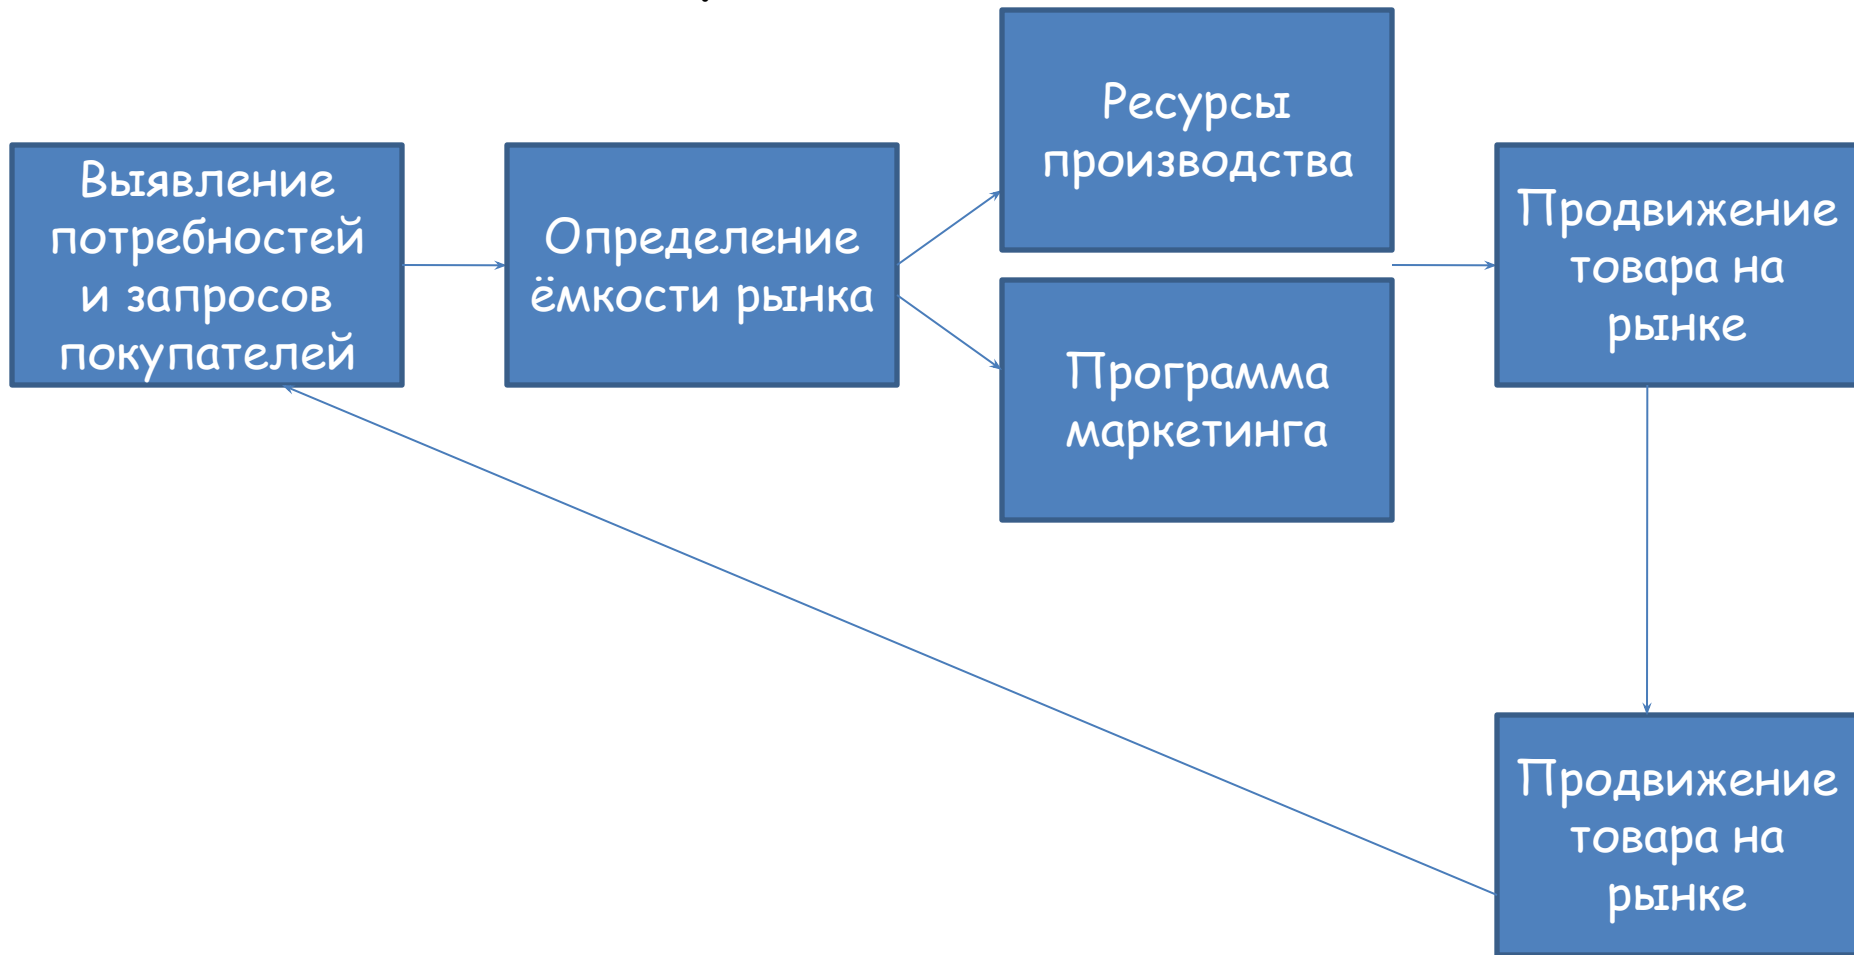 Выявление
потребностей
и запросов
покупателей
Определение
ёмкости рынка
Ресурсы
производства
Программа
маркетинга
Продвижение
товара на
рынке
Продвижение
товара на
рынке